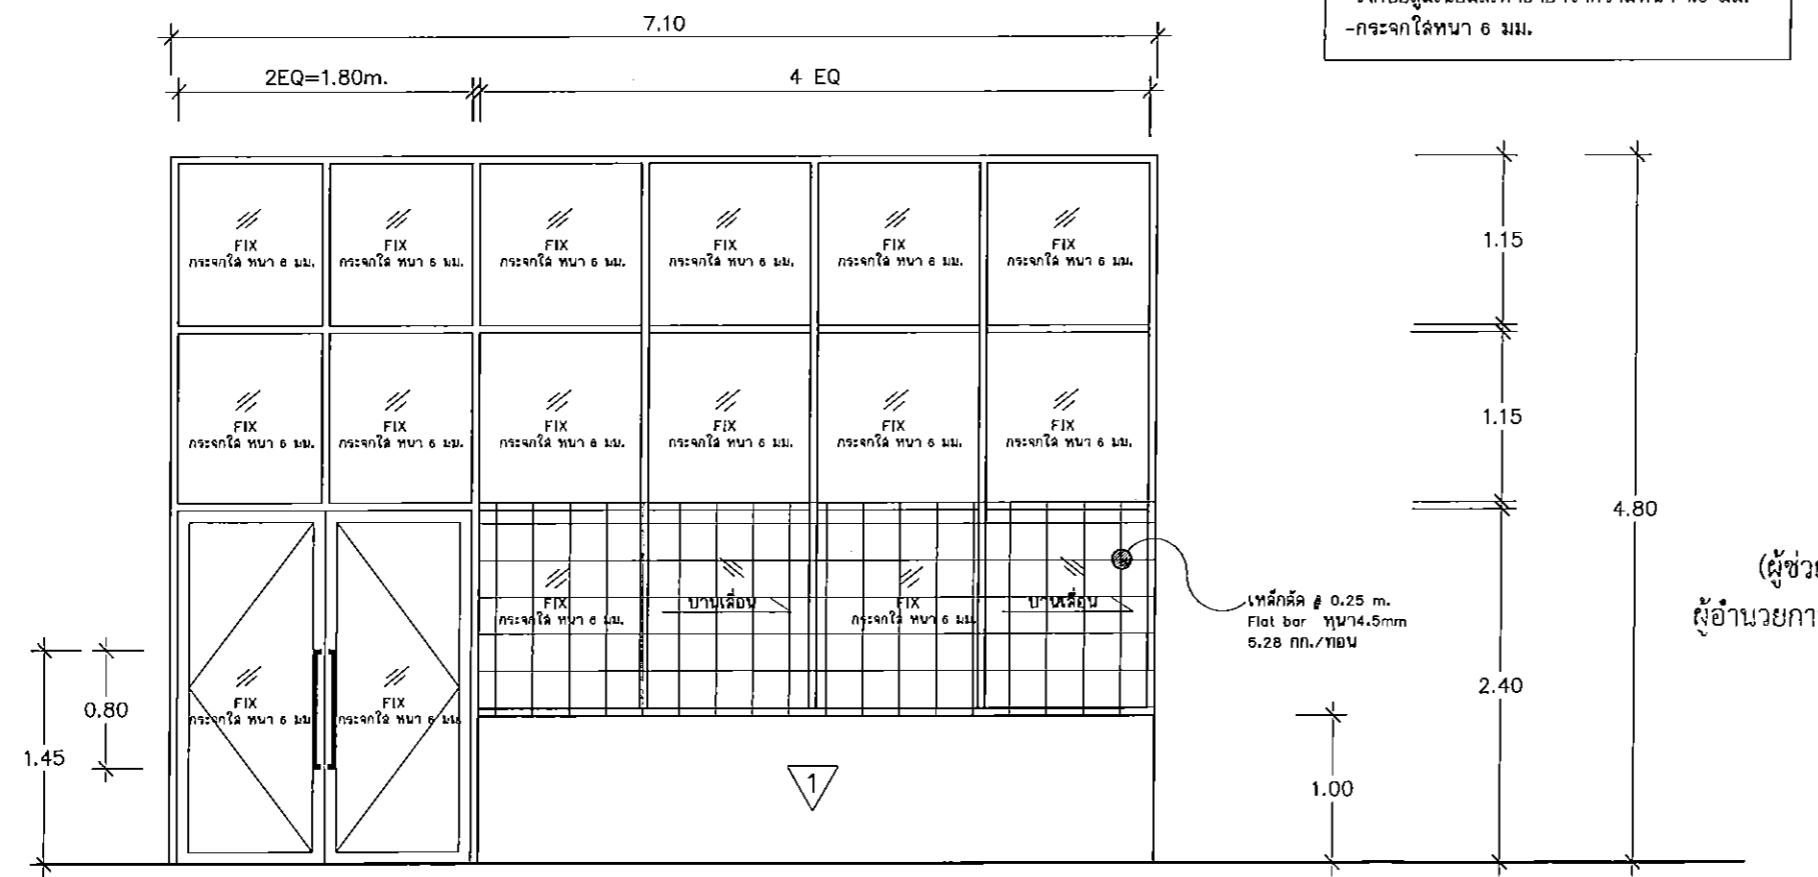 -กระจกใสหนา 6 มม.
7.10
2EQ=1.80m.
4 EQ
FIX
กระจกใส หนา 6 มม.
FIX
กระจกใส หนา 6 มม.
FIX
กระจกใส หนา 6 มม.
FIX
กระจกใส หนา 6 มม.
FIX
กระจกใส หนา 6 มม.
FIX
กระจกใส หนา 6 มม.
1.15
FIX
กระจกใส หนา 6 มม.
FIX
กระจกใส หนา 6 มม.
FIX
กระจกใส หนา 6 มม.
FIX
กระจกใส หนา 6 มม.
FIX
กระจกใส หนา 6 มม.
FIX
กระจกใส หนา 6 มม.
1.15
4.80
FIX
กระจกใส หนา 6 มม.
บานเลื่อน
FIX
กระจกใส หนา 6 มม.
บานเลื่อน
เหล็กดัด @ 0.25 m.
Flat bar หนา4.5mm
5.28 กก./ท่อน
(ผู้ช่วย
ผู้อำนวยกา
FIX
กระจกใส หนา 6 มม.
FIX
กระจกใส หนา 6 มม.
2.40
0.80
1.45
1
1.00